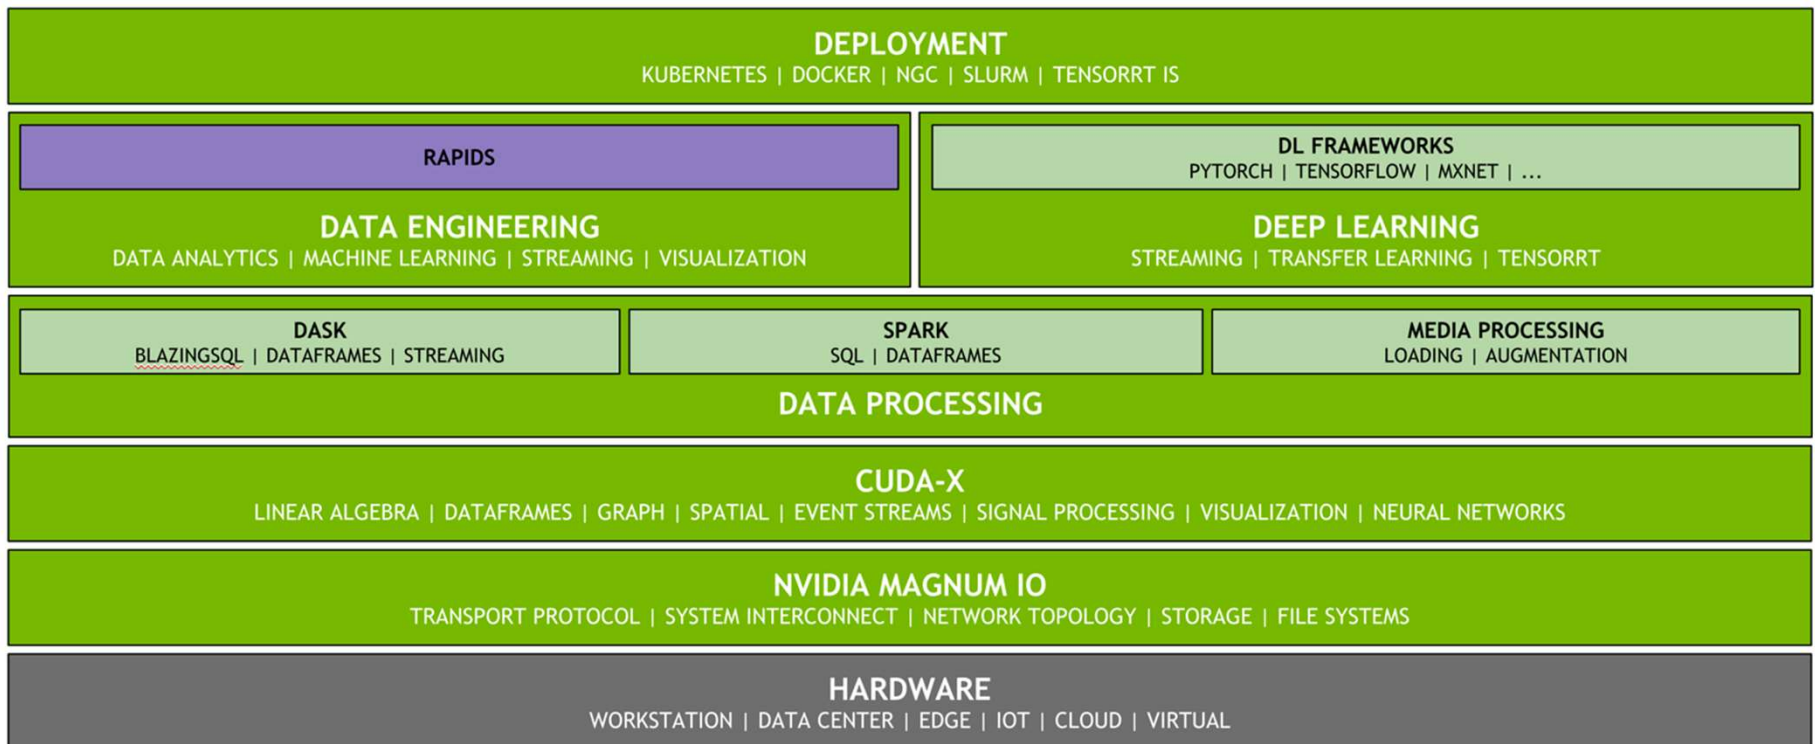 DEPLOYMENT
KUBERNETES | DOCKER | NGC | SLURM | TENSORRT IS
RAPIDS
DATA ENGINEERING
DATA ANALYTICS | MACHINE LEARNING | STREAMING | VISUALIZATION
DL FRAMEWORKS
PYTORCH | TENSORFLOW | MXNET | ...
DEEP LEARNING
STREAMING | TRANSFER LEARNING | TENSORRT
DASK
BLAZINGSQL | DATAFRAMES | STREAMING
SPARK
SQL | DATAFRAMES
MEDIA PROCESSING
LOADING | AUGMENTATION
DATA PROCESSING
CUDA-X
LINEAR ALGEBRA | DATAFRAMES | GRAPH | SPATIAL | EVENT STREAMS | SIGNAL PROCESSING | VISUALIZATION | NEURAL NETWORKS
NVIDIA MAGNUM IO
TRANSPORT PROTOCOL | SYSTEM INTERCONNECT | NETWORK TOPOLOGY | STORAGE | FILE SYSTEMS
HARDWARE
WORKSTATION | DATA CENTER | EDGE | IOT | CLOUD | VIRTUAL